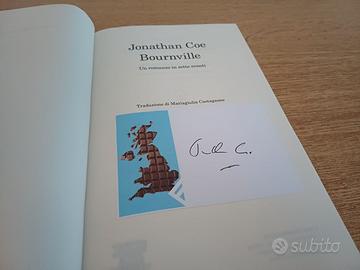 Jonathan Coe
Bournville
Un romanzo in sette eventi
Traduzione di Mariagiulia Castagnone
subito